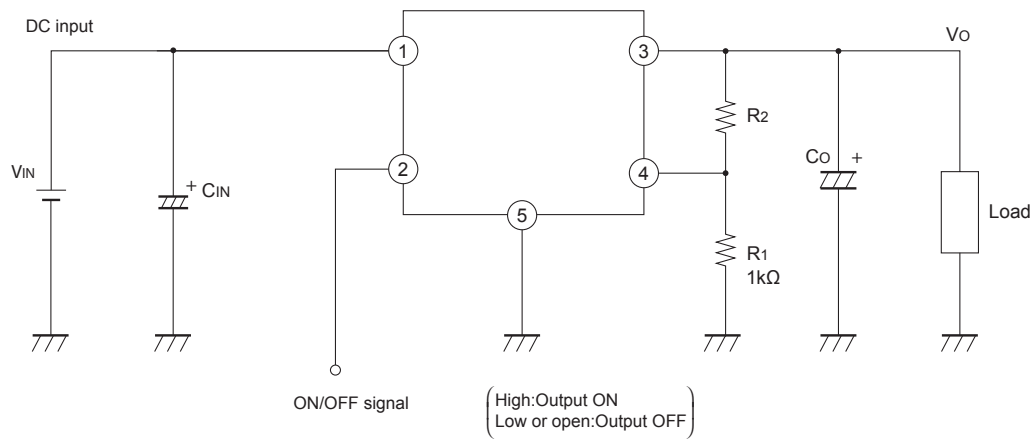 DC input
VO
1
3
R2
VIN
+
CIN
2
4
CO
+
5
Load
R1
1kΩ
ON/OFF signal
High:Output ON
Low or open:Output OFF